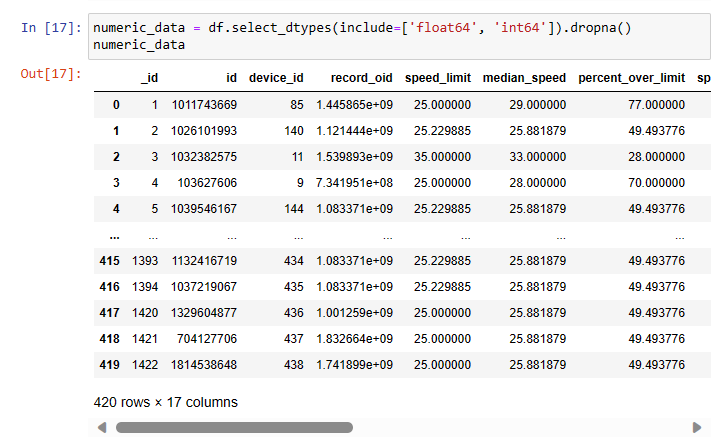 In [17]: numeric_data = df.select_dtypes(include=['float64', 'int64']).dropna()
numeric_data
Out[17]:
_id id device_id record_oid speed_limit median_speed percent_over_limit sp
0 1 1011743669 85 1.445865e+09 25.000000 29.000000 77.000000
1 2 1026101993 140 1.121444e+09 25.229885 25.881879 49.493776
2 3 1032382575 11 1.539893e+09 35.000000 33.000000 28.000000
3 4 103627606 9 7.341951e+08 25.000000 28.000000 70.000000
4 5 1039546167 144 1.083371e+09 25.229885 25.881879 49.493776
... ... ... ... ... ... ... ...
415 1393 1132416719 434 1.083371e+09 25.229885 25.881879 49.493776
416 1394 1037219067 435 1.083371e+09 25.229885 25.881879 49.493776
417 1420 1329604877 436 1.001259e+09 25.000000 25.881879 49.493776
418 1421 704127706 437 1.832664e+09 25.000000 25.881879 49.493776
419 1422 1814538648 438 1.741899e+09 25.000000 25.881879 49.493776
420 rows × 17 columns